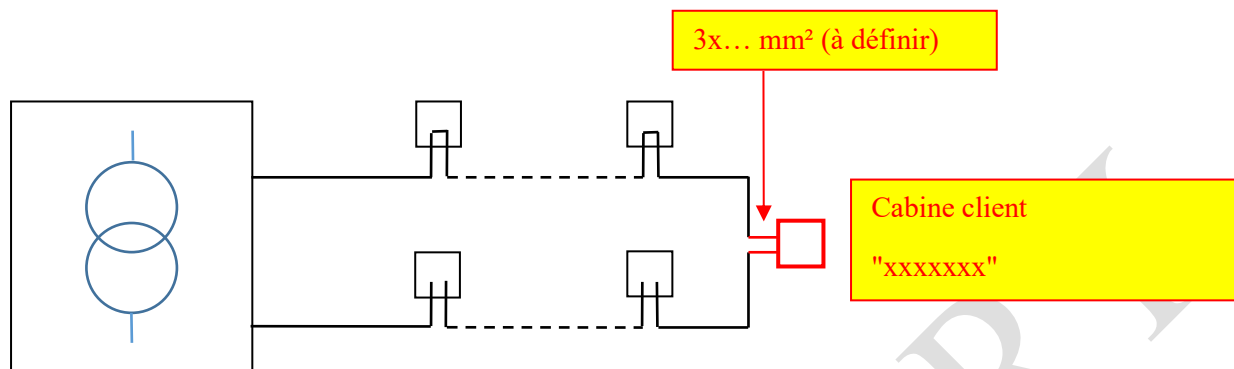 3x… mm² (à définir)
Cabine client
"xxxxxxx"